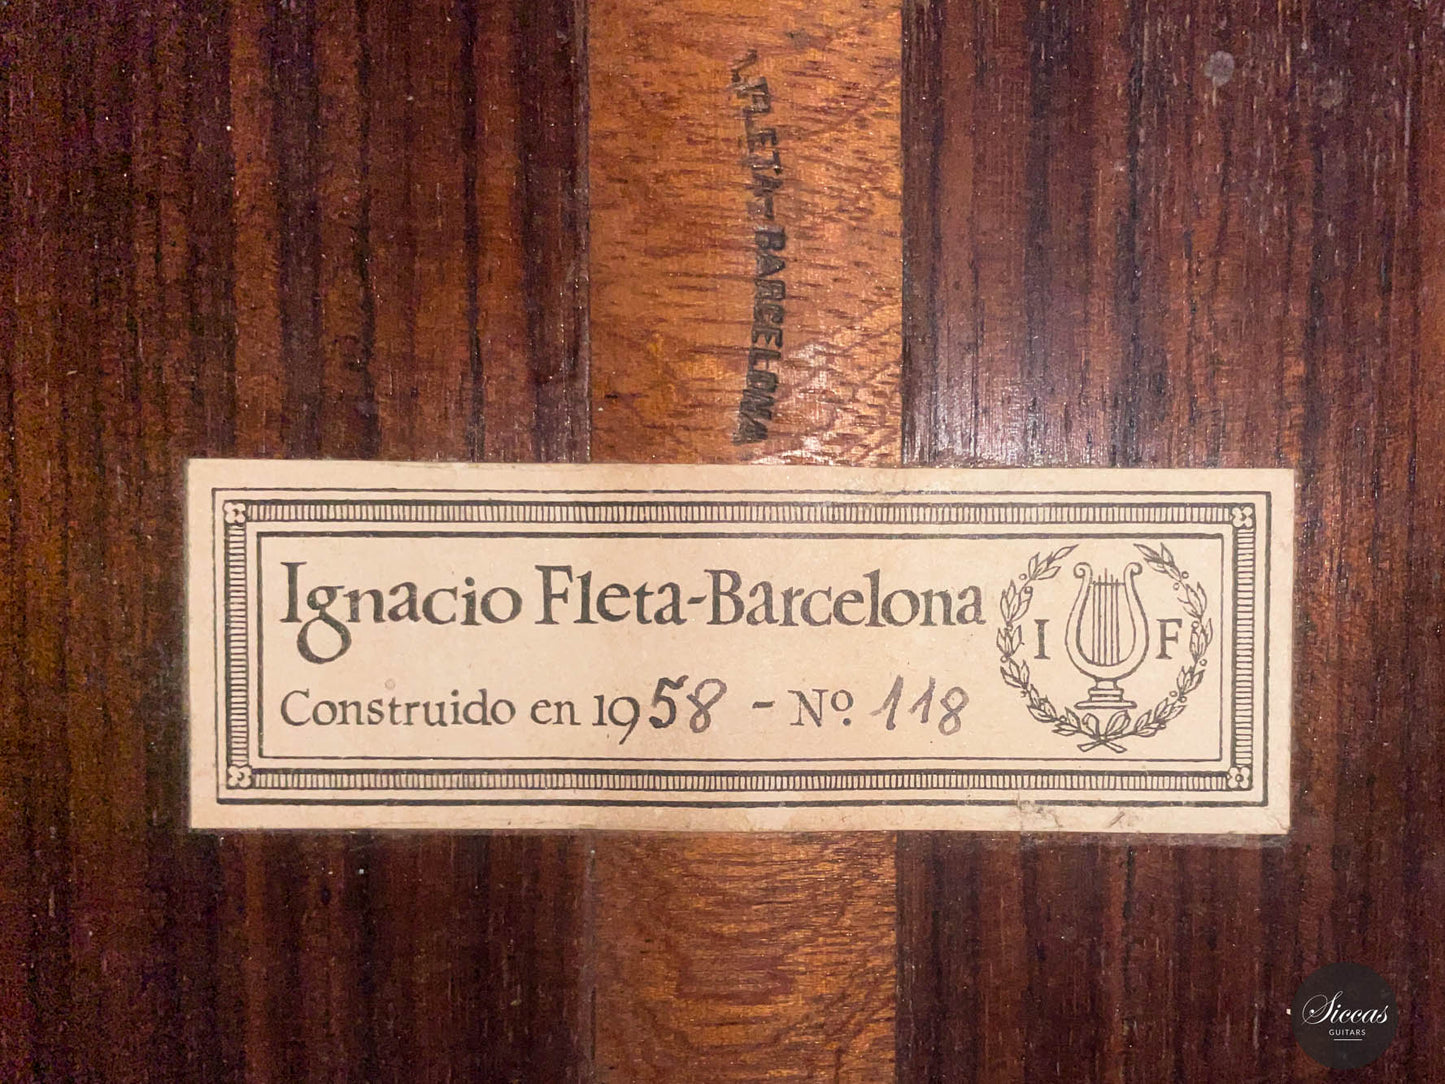 I.FLETA-BARCELONA
Ignacio Fleta-Barcelona
Construido en 1958 - Nº. 118
I F
Siccas
GUITARS